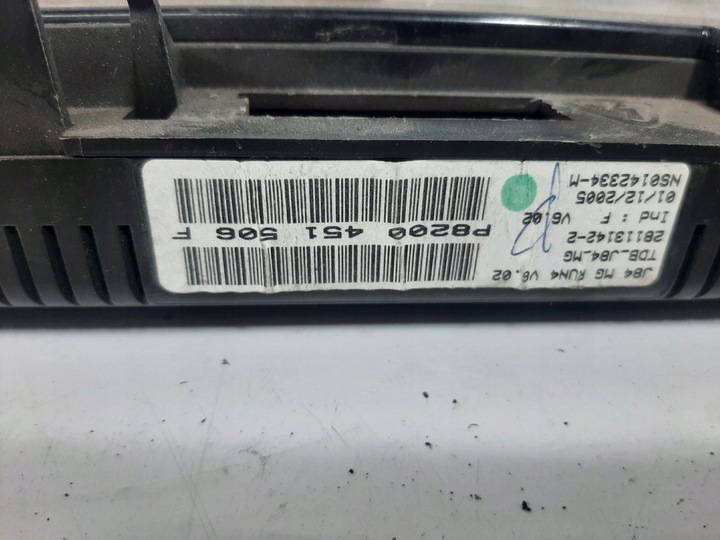 JB4 MG RUN4 V6.02
TDB_JB4_MG
28113142-2
Ind : F V6.02
01/12/2005
NS0142334-M
P8200 451 506 F